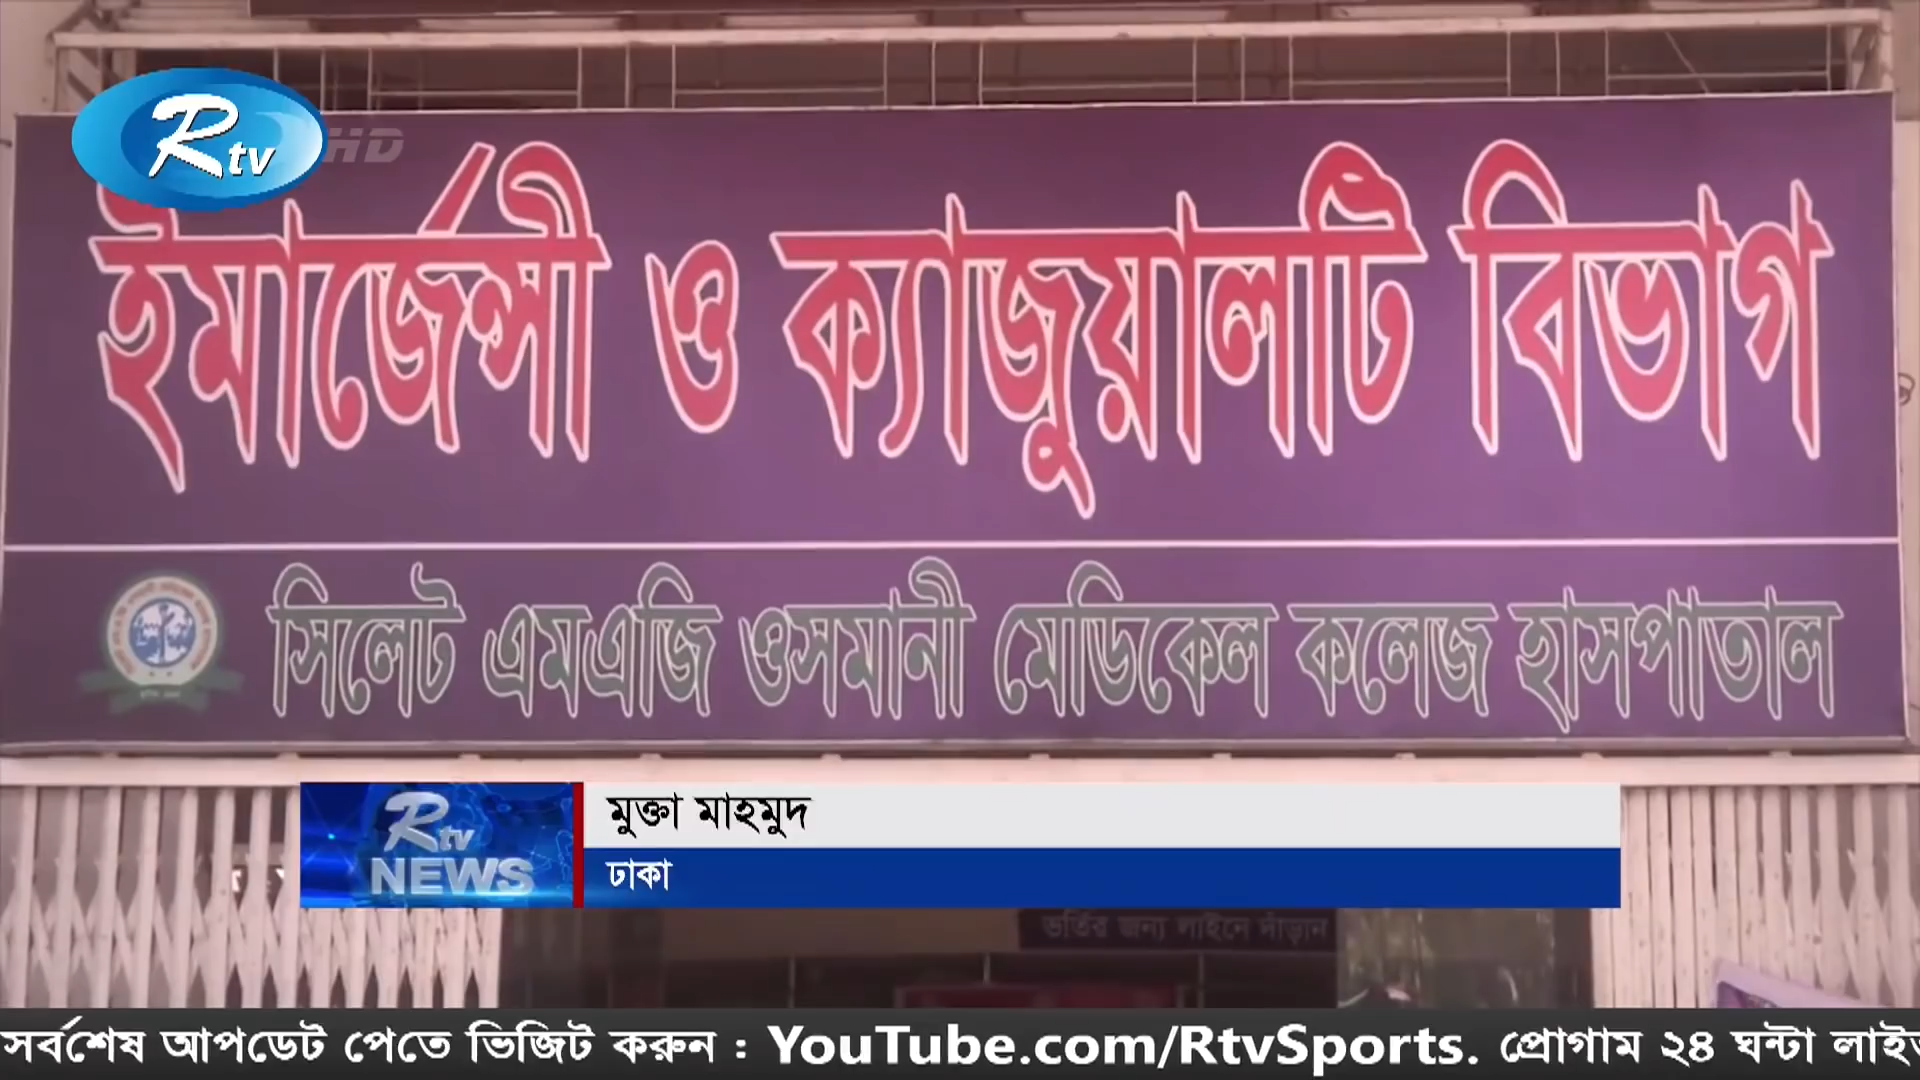 Rtv HD
ইমার্জেন্সী ও ক্যাজুয়ালটি বিভাগ
সিলেট এমএজি ওসমানী মেডিকেল কলেজ হাসপাতাল
Rtv
NEWS
মুক্তা মাহমুদ
ঢাকা
ভর্তির জন্য লাইনে দাঁড়ান
সর্বশেষ আপডেট পেতে ভিজিট করুন : YouTube.com/RtvSports. প্রোগাম ২৪ ঘন্টা লাইভ